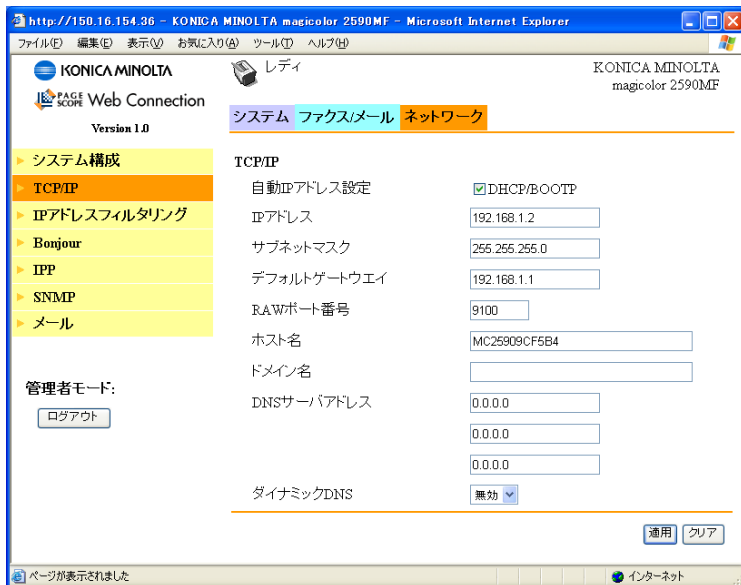 http://150.16.154.36 - KONICA MINOLTA magicolor 2590MF - Microsoft Internet Explorer
ファイル(F) 編集(E) 表示(V) お気に入り(A) ツール(T) ヘルプ(H)
KONICA MINOLTA
PAGE SCOPE Web Connection
Version 1.0
レディ
KONICA MINOLTA
magicolor 2590MF
システム ファクス/メール ネットワーク
システム構成
TCP/IP
IPアドレスフィルタリング
Bonjour
IPP
SNMP
メール
管理者モード:
ログアウト
TCP/IP
自動IPアドレス設定 DHCP/BOOTP
IPアドレス 192.168.1.2
サブネットマスク 255.255.255.0
デフォルトゲートウエイ 192.168.1.1
RAWポート番号 9100
ホスト名 MC25909CF5B4
ドメイン名
DNSサーバアドレス 0.0.0.0
0.0.0.0
0.0.0.0
ダイナミックDNS 無効
適用 クリア
ページが表示されました インターネット